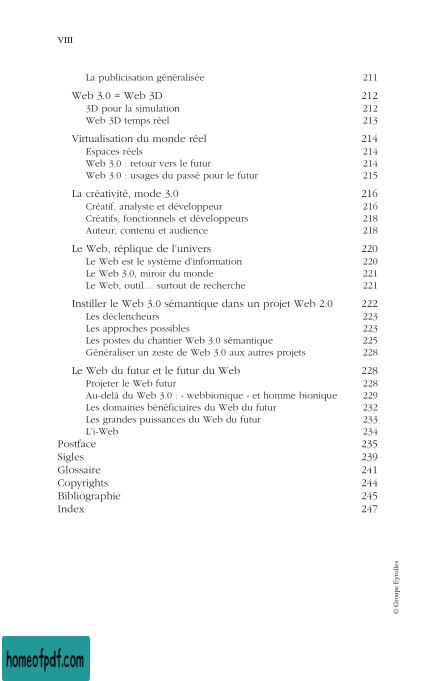 VIII
La publicisation généralisée 211
Web 3.0 = Web 3D 212
3D pour la simulation 212
Web 3D temps réel 213
Virtualisation du monde réel 214
Espaces réels 214
Web 3.0 : retour vers le futur 214
Web 3.0 : usages du passé pour le futur 215
La créativité, mode 3.0 216
Créatif, analyste et développeur 216
Créatifs, fonctionnels et développeurs 218
Auteur, contenu et audience 218
Le Web, réplique de l'univers 220
Le Web est le système d'information 220
Le Web 3.0, miroir du monde 221
Le Web, outil… surtout de recherche 221
Instiller le Web 3.0 sémantique dans un projet Web 2.0 222
Les déclencheurs 223
Les approches possibles 223
Les postes du chantier Web 3.0 sémantique 225
Généraliser un zeste de Web 3.0 aux autres projets 228
Le Web du futur et le futur du Web 228
Projeter le Web futur 228
Au-delà du Web 3.0 : « webbionique » et homme bionique 229
Les domaines bénéficiaires du Web du futur 232
Les grandes puissances du Web du futur 233
L'i-Web 234
Postface 235
Sigles 239
Glossaire 241
Copyrights 244
Bibliographie 245
Index 247
© Groupe Eyrolles
homeofpdf.com